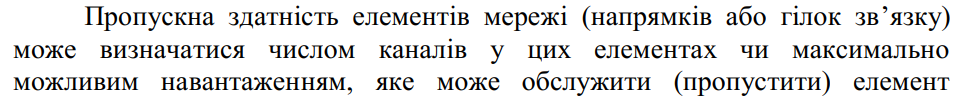 Пропускна здатність елементів мережі (напрямків або гілок зв’язку)
може визначатися числом каналів у цих елементах чи максимально
можливим навантаженням, яке може обслужити (пропустити) елемент